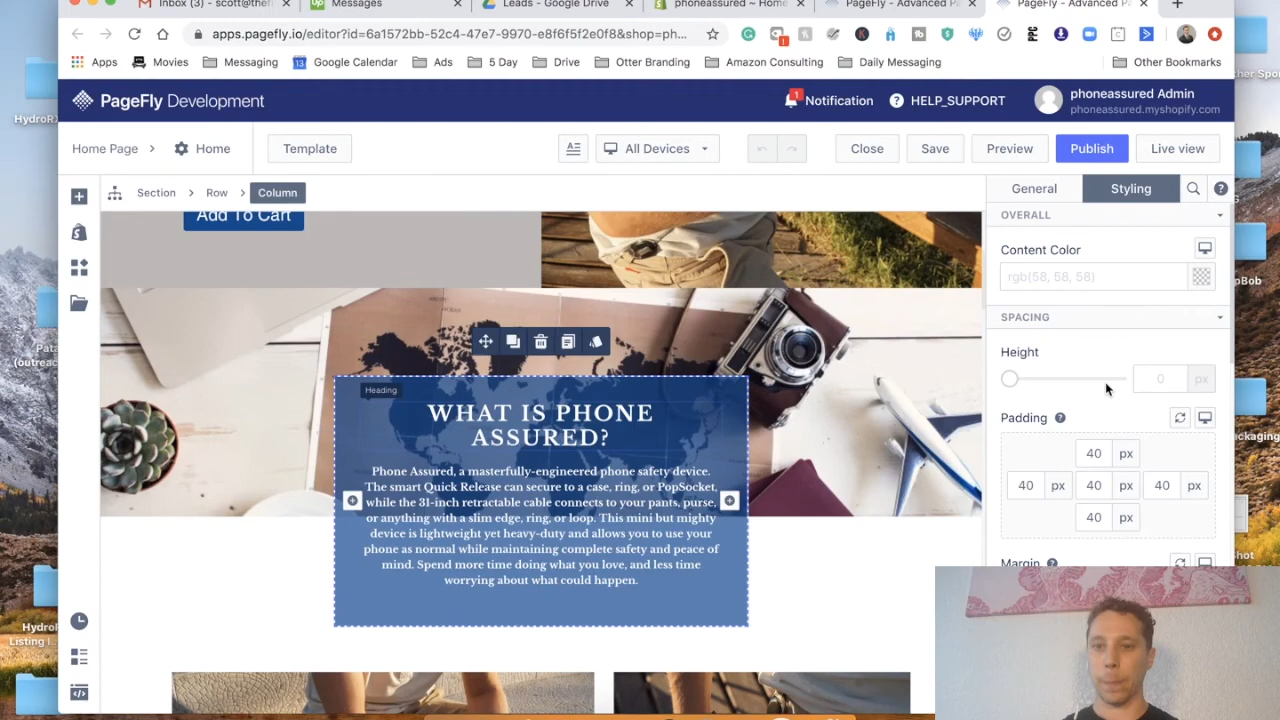 Inbox (3) - scott@thef
Messages
Leads - Google Drive
phoneassured ~ Home
PageFly - Advanced Pa
PageFly - Advanced Pa
apps.pagefly.io/editor?id=6a1572bb-52c4-47e7-9970-e8f6f5f2e0f8&shop=ph...
Apps
Movies
Messaging
Google Calendar
Ads
5 Day
Drive
Otter Branding
Amazon Consulting
Daily Messaging
Other Bookmarks
PageFly Development
1
Notification
HELP_SUPPORT
phoneassured Admin
phoneassured.myshopify.com
Home Page
Home
Template
All Devices
Close
Save
Preview
Publish
Live view
Section
Row
Column
General
Styling
OVERALL
Content Color
rgb(58, 58, 58)
SPACING
Height
0 px
Padding
40 px
40 px 40 px 40 px
40 px
Margin
Add To Cart
Heading
WHAT IS PHONE
ASSURED?
Phone Assured, a masterfully-engineered phone safety device.
The smart Quick Release can secure to a case, ring, or PopSocket,
while the 31-inch retractable cable connects to your pants, purse,
or anything with a slim edge, ring, or loop. This mini but mighty
device is lightweight yet heavy-duty and allows you to use your
phone as normal while maintaining complete safety and peace of
mind. Spend more time doing what you love, and less time
worrying about what could happen.